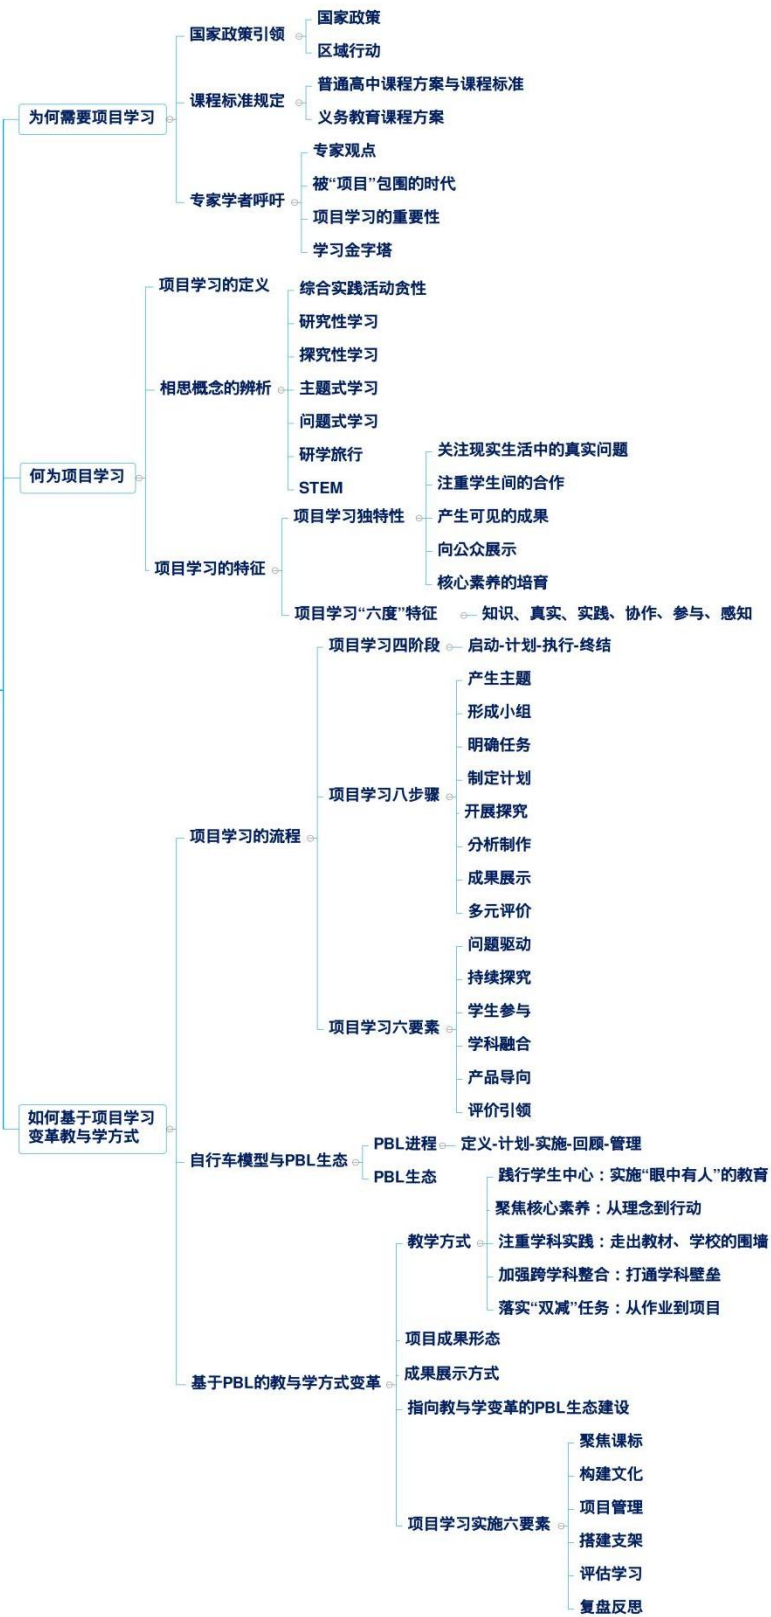 为何需要项目学习
国家政策引领
国家政策
区域行动
课程标准规定
普通高中课程方案与课程标准
义务教育课程方案
专家学者呼吁
专家观点
被“项目”包围的时代
项目学习的重要性
学习金字塔
何为项目学习
项目学习的定义
相思概念的辨析
综合实践活动贪性
研究性学习
探究性学习
主题式学习
问题式学习
研学旅行
STEM
项目学习的特征
项目学习独特性
关注现实生活中的真实问题
注重学生间的合作
产生可见的成果
向公众展示
核心素养的培育
项目学习“六度”特征
知识、真实、实践、协作、参与、感知
如何基于项目学习
变革教与学方式
项目学习的流程
项目学习四阶段
启动-计划-执行-终结
项目学习八步骤
产生主题
形成小组
明确任务
制定计划
开展探究
分析制作
成果展示
多元评价
项目学习六要素
问题驱动
持续探究
学生参与
学科融合
产品导向
评价引领
自行车模型与PBL生态
PBL进程
定义-计划-实施-回顾-管理
PBL生态
基于PBL的教与学方式变革
教学方式
践行学生中心：实施“眼中有人”的教育
聚焦核心素养：从理念到行动
注重学科实践：走出教材、学校的围墙
加强跨学科整合：打通学科壁垒
落实“双减”任务：从作业到项目
项目成果形态
成果展示方式
指向教与学变革的PBL生态建设
项目学习实施六要素
聚焦课标
构建文化
项目管理
搭建支架
评估学习
复盘反思